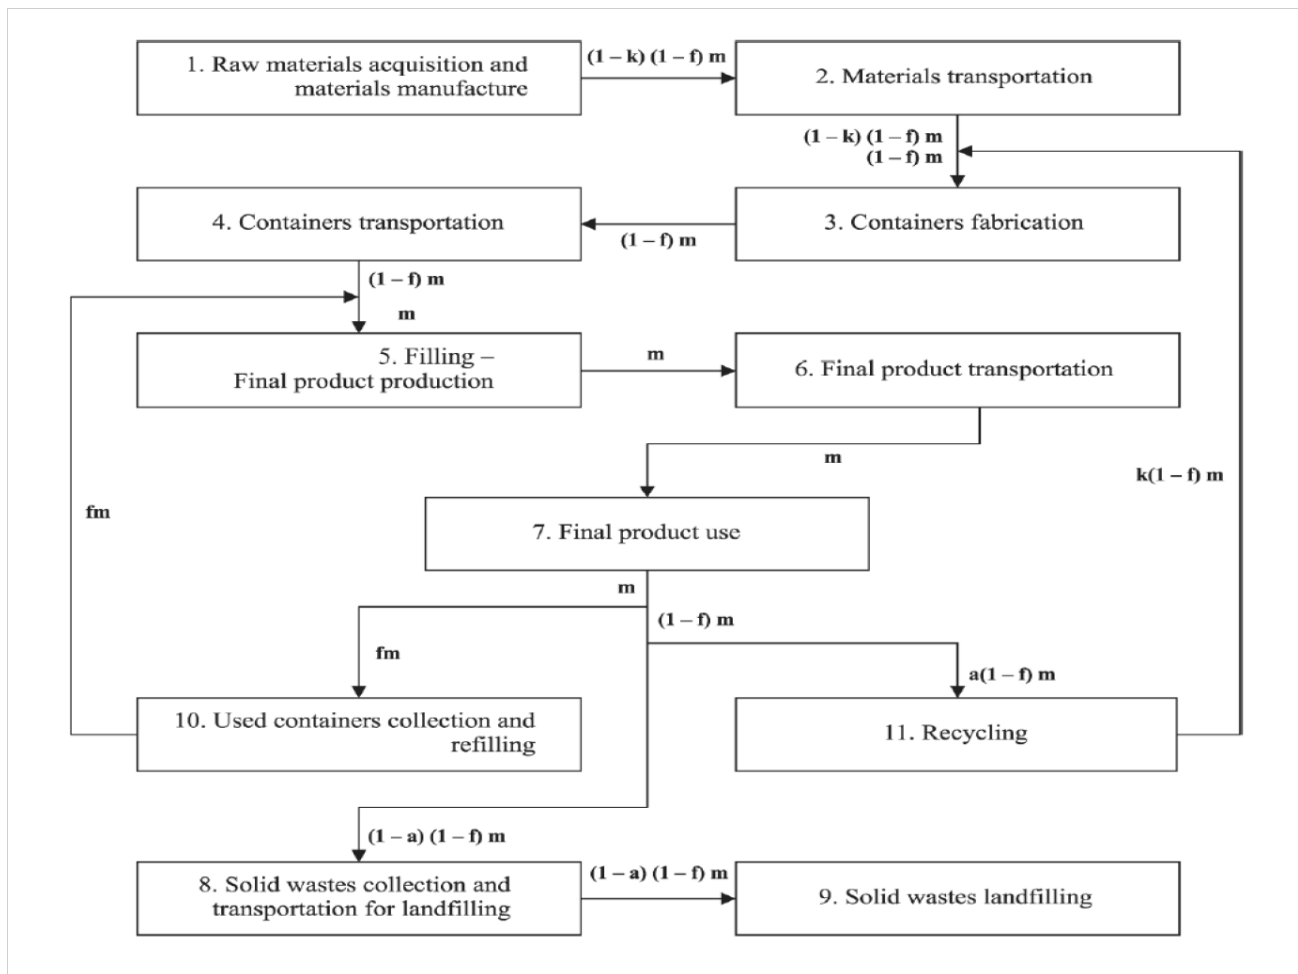 1. Raw materials acquisition and
materials manufacture
(1 – k) (1 – f) m
2. Materials transportation
(1 – k) (1 – f) m
(1 – f) m
4. Containers transportation
3. Containers fabrication
(1 – f) m
(1 – f) m
m
5. Filling –
Final product production
m
6. Final product transportation
m
k(1 – f) m
fm
7. Final product use
m
(1 – f) m
fm
a(1 – f) m
10. Used containers collection and
refilling
11. Recycling
(1 – a) (1 – f) m
8. Solid wastes collection and
transportation for landfilling
(1 – a) (1 – f) m
9. Solid wastes landfilling